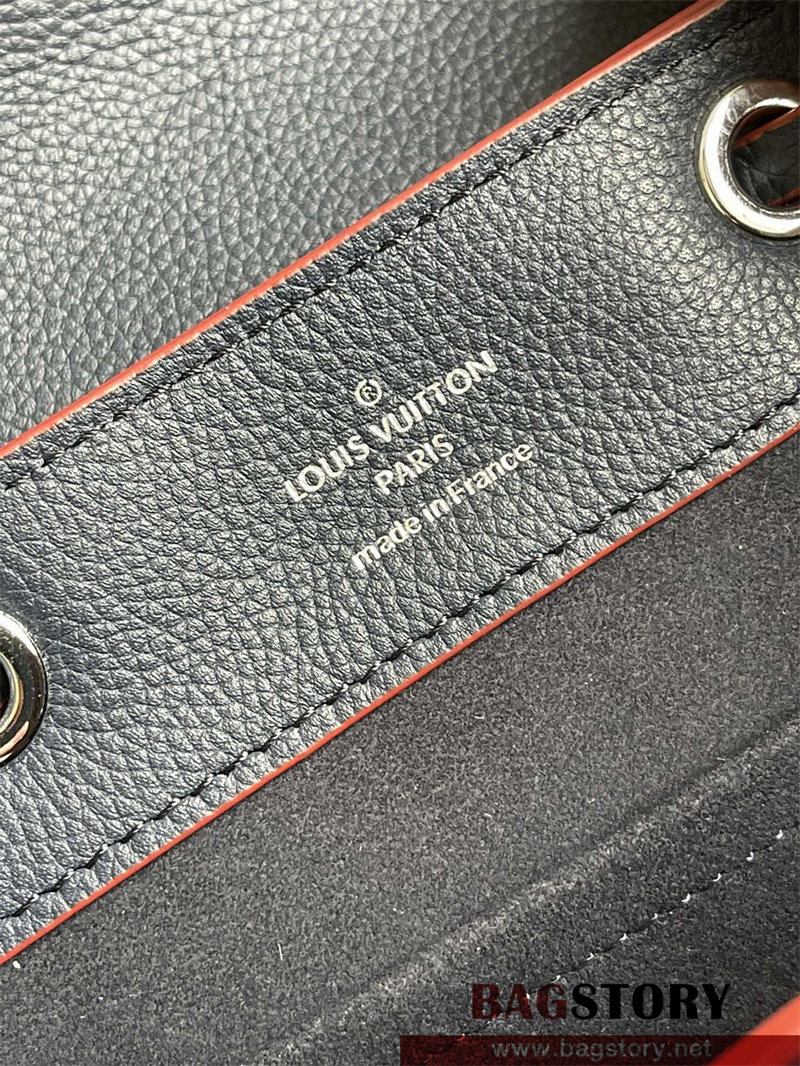 ®
LOUIS VUITTON
PARIS
made in France
BAGSTORY
www.bagstory.net